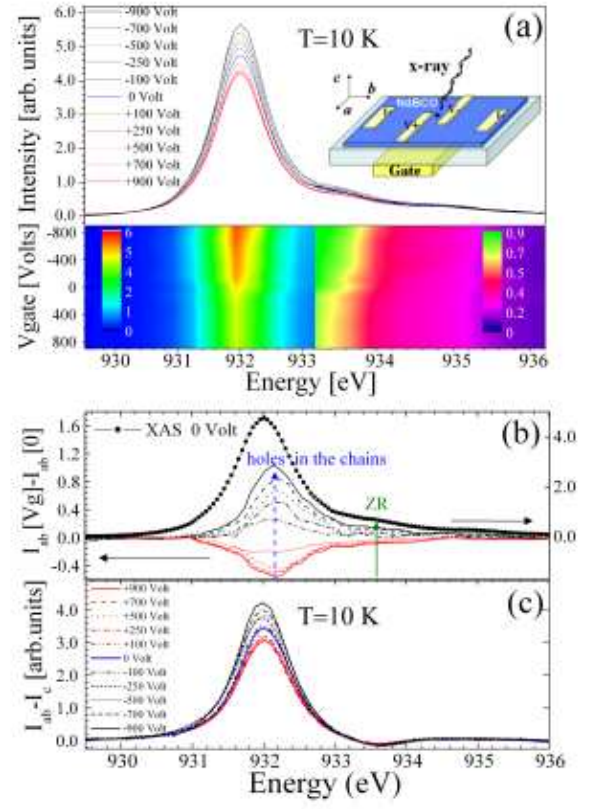 -900 Volt
-700 Volt
-500 Volt
-250 Volt
-100 Volt
0 Volt
+100 Volt
+250 Volt
+500 Volt
+700 Volt
+900 Volt
T=10 K
(a)
x-ray
c
b
a
NdBCO
V+
Gate
Intensity [arb. units]
6.0
5.0
4.0
3.0
2.0
1.0
0.0
Vgate [Volts]
-800
-400
0
400
800
6
5
4
3
2
1
0
0.9
0.7
0.5
0.4
0.2
0.0
930 931 932 933 934 935 936
Energy [eV]
XAS 0 Volt
(b)
holes in the chains
ZR
I_ab [Vg]-I_ab [0]
1.6
1.2
0.8
0.4
0.0
-0.4
4.0
2.0
0.0
(c)
T=10 K
+900 Volt
+700 Volt
+500 Volt
+250 Volt
+100 Volt
0 Volt
-100 Volt
-250 Volt
-500 Volt
-700 Volt
I_ab-I_c [arb.units]
4.0
3.0
2.0
1.0
0.0
930 931 932 933 934 935 936
Energy (eV)